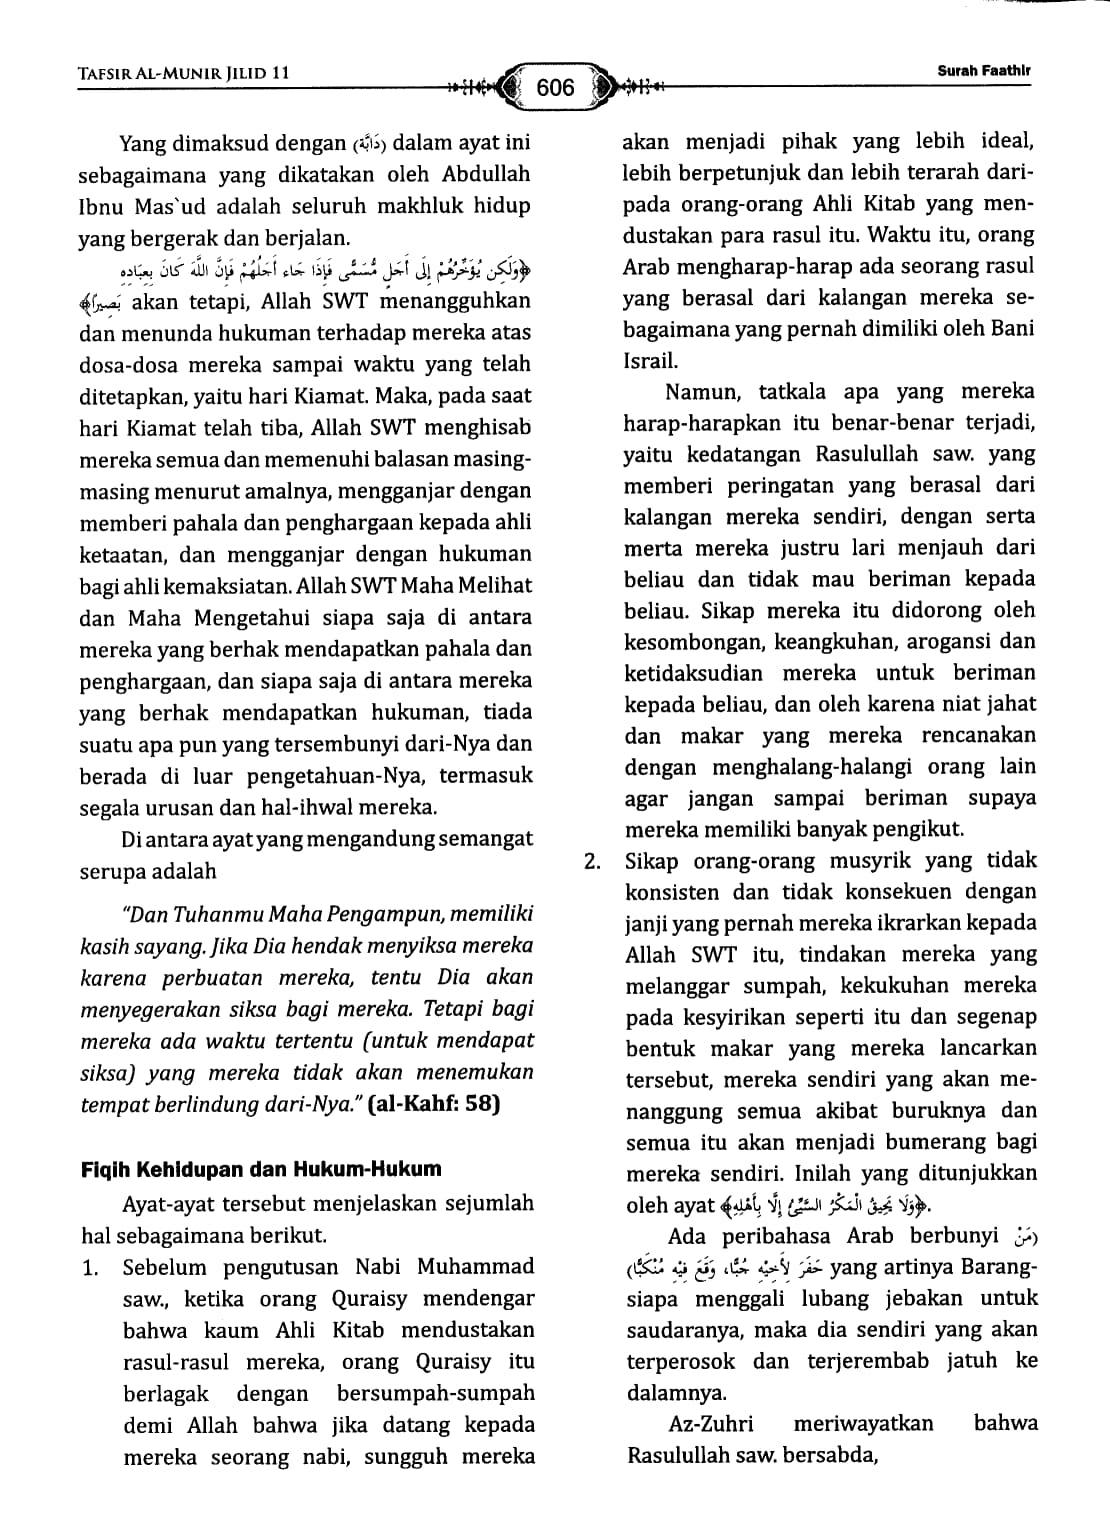 TAFSIR AL-MUNIR JILID 11
606
Surah Faathir
Yang dimaksud dengan (دَابَّة) dalam ayat ini
sebagaimana yang dikatakan oleh Abdullah
Ibnu Mas`ud adalah seluruh makhluk hidup
yang bergerak dan berjalan.
﴿وَلَكِن يُؤَخِّرُهُمْ إِلَى أَجَلٍ مُّسَمًّى فَإِذَا جَاء أَجَلُهُمْ فَإِنَّ اللَّهَ كَانَ بِعِبَادِهِ
بَصِيراً﴾ akan tetapi, Allah SWT menangguhkan
dan menunda hukuman terhadap mereka atas
dosa-dosa mereka sampai waktu yang telah
ditetapkan, yaitu hari Kiamat. Maka, pada saat
hari Kiamat telah tiba, Allah SWT menghisab
mereka semua dan memenuhi balasan masing-
masing menurut amalnya, mengganjar dengan
memberi pahala dan penghargaan kepada ahli
ketaatan, dan mengganjar dengan hukuman
bagi ahli kemaksiatan. Allah SWT Maha Melihat
dan Maha Mengetahui siapa saja di antara
mereka yang berhak mendapatkan pahala dan
penghargaan, dan siapa saja di antara mereka
yang berhak mendapatkan hukuman, tiada
suatu apa pun yang tersembunyi dari-Nya dan
berada di luar pengetahuan-Nya, termasuk
segala urusan dan hal-ihwal mereka.
Di antara ayat yang mengandung semangat
serupa adalah
"Dan Tuhanmu Maha Pengampun, memiliki
kasih sayang. Jika Dia hendak menyiksa mereka
karena perbuatan mereka, tentu Dia akan
menyegerakan siksa bagi mereka. Tetapi bagi
mereka ada waktu tertentu (untuk mendapat
siksa) yang mereka tidak akan menemukan
tempat berlindung dari-Nya." (al-Kahf: 58)
Fiqih Kehidupan dan Hukum-Hukum
Ayat-ayat tersebut menjelaskan sejumlah
hal sebagaimana berikut.
1. Sebelum pengutusan Nabi Muhammad
saw., ketika orang Quraisy mendengar
bahwa kaum Ahli Kitab mendustakan
rasul-rasul mereka, orang Quraisy itu
berlagak dengan bersumpah-sumpah
demi Allah bahwa jika datang kepada
mereka seorang nabi, sungguh mereka
akan menjadi pihak yang lebih ideal,
lebih berpetunjuk dan lebih terarah dari-
pada orang-orang Ahli Kitab yang men-
dustakan para rasul itu. Waktu itu, orang
Arab mengharap-harap ada seorang rasul
yang berasal dari kalangan mereka se-
bagaimana yang pernah dimiliki oleh Bani
Israil.
Namun, tatkala apa yang mereka
harap-harapkan itu benar-benar terjadi,
yaitu kedatangan Rasulullah saw. yang
memberi peringatan yang berasal dari
kalangan mereka sendiri, dengan serta
merta mereka justru lari menjauh dari
beliau dan tidak mau beriman kepada
beliau. Sikap mereka itu didorong oleh
kesombongan, keangkuhan, arogansi dan
ketidaksudian mereka untuk beriman
kepada beliau, dan oleh karena niat jahat
dan makar yang mereka rencanakan
dengan menghalang-halangi orang lain
agar jangan sampai beriman supaya
mereka memiliki banyak pengikut.
2. Sikap orang-orang musyrik yang tidak
konsisten dan tidak konsekuen dengan
janji yang pernah mereka ikrarkan kepada
Allah SWT itu, tindakan mereka yang
melanggar sumpah, kekukuhan mereka
pada kesyirikan seperti itu dan segenap
bentuk makar yang mereka lancarkan
tersebut, mereka sendiri yang akan me-
nanggung semua akibat buruknya dan
semua itu akan menjadi bumerang bagi
mereka sendiri. Inilah yang ditunjukkan
oleh ayat ﴿وَلَا يَحِيقُ الْمَكْرُ السَّيِّئُ إِلَّا بِأَهْلِهِ﴾.
Ada peribahasa Arab berbunyi (مَنْ
حَفَرَ لأَخِيْهِ جُبًّا، وَقَعَ فِيْهِ مُنْكَبًّا) yang artinya Barang-
siapa menggali lubang jebakan untuk
saudaranya, maka dia sendiri yang akan
terperosok dan terjerembab jatuh ke
dalamnya.
Az-Zuhri meriwayatkan bahwa
Rasulullah saw. bersabda,